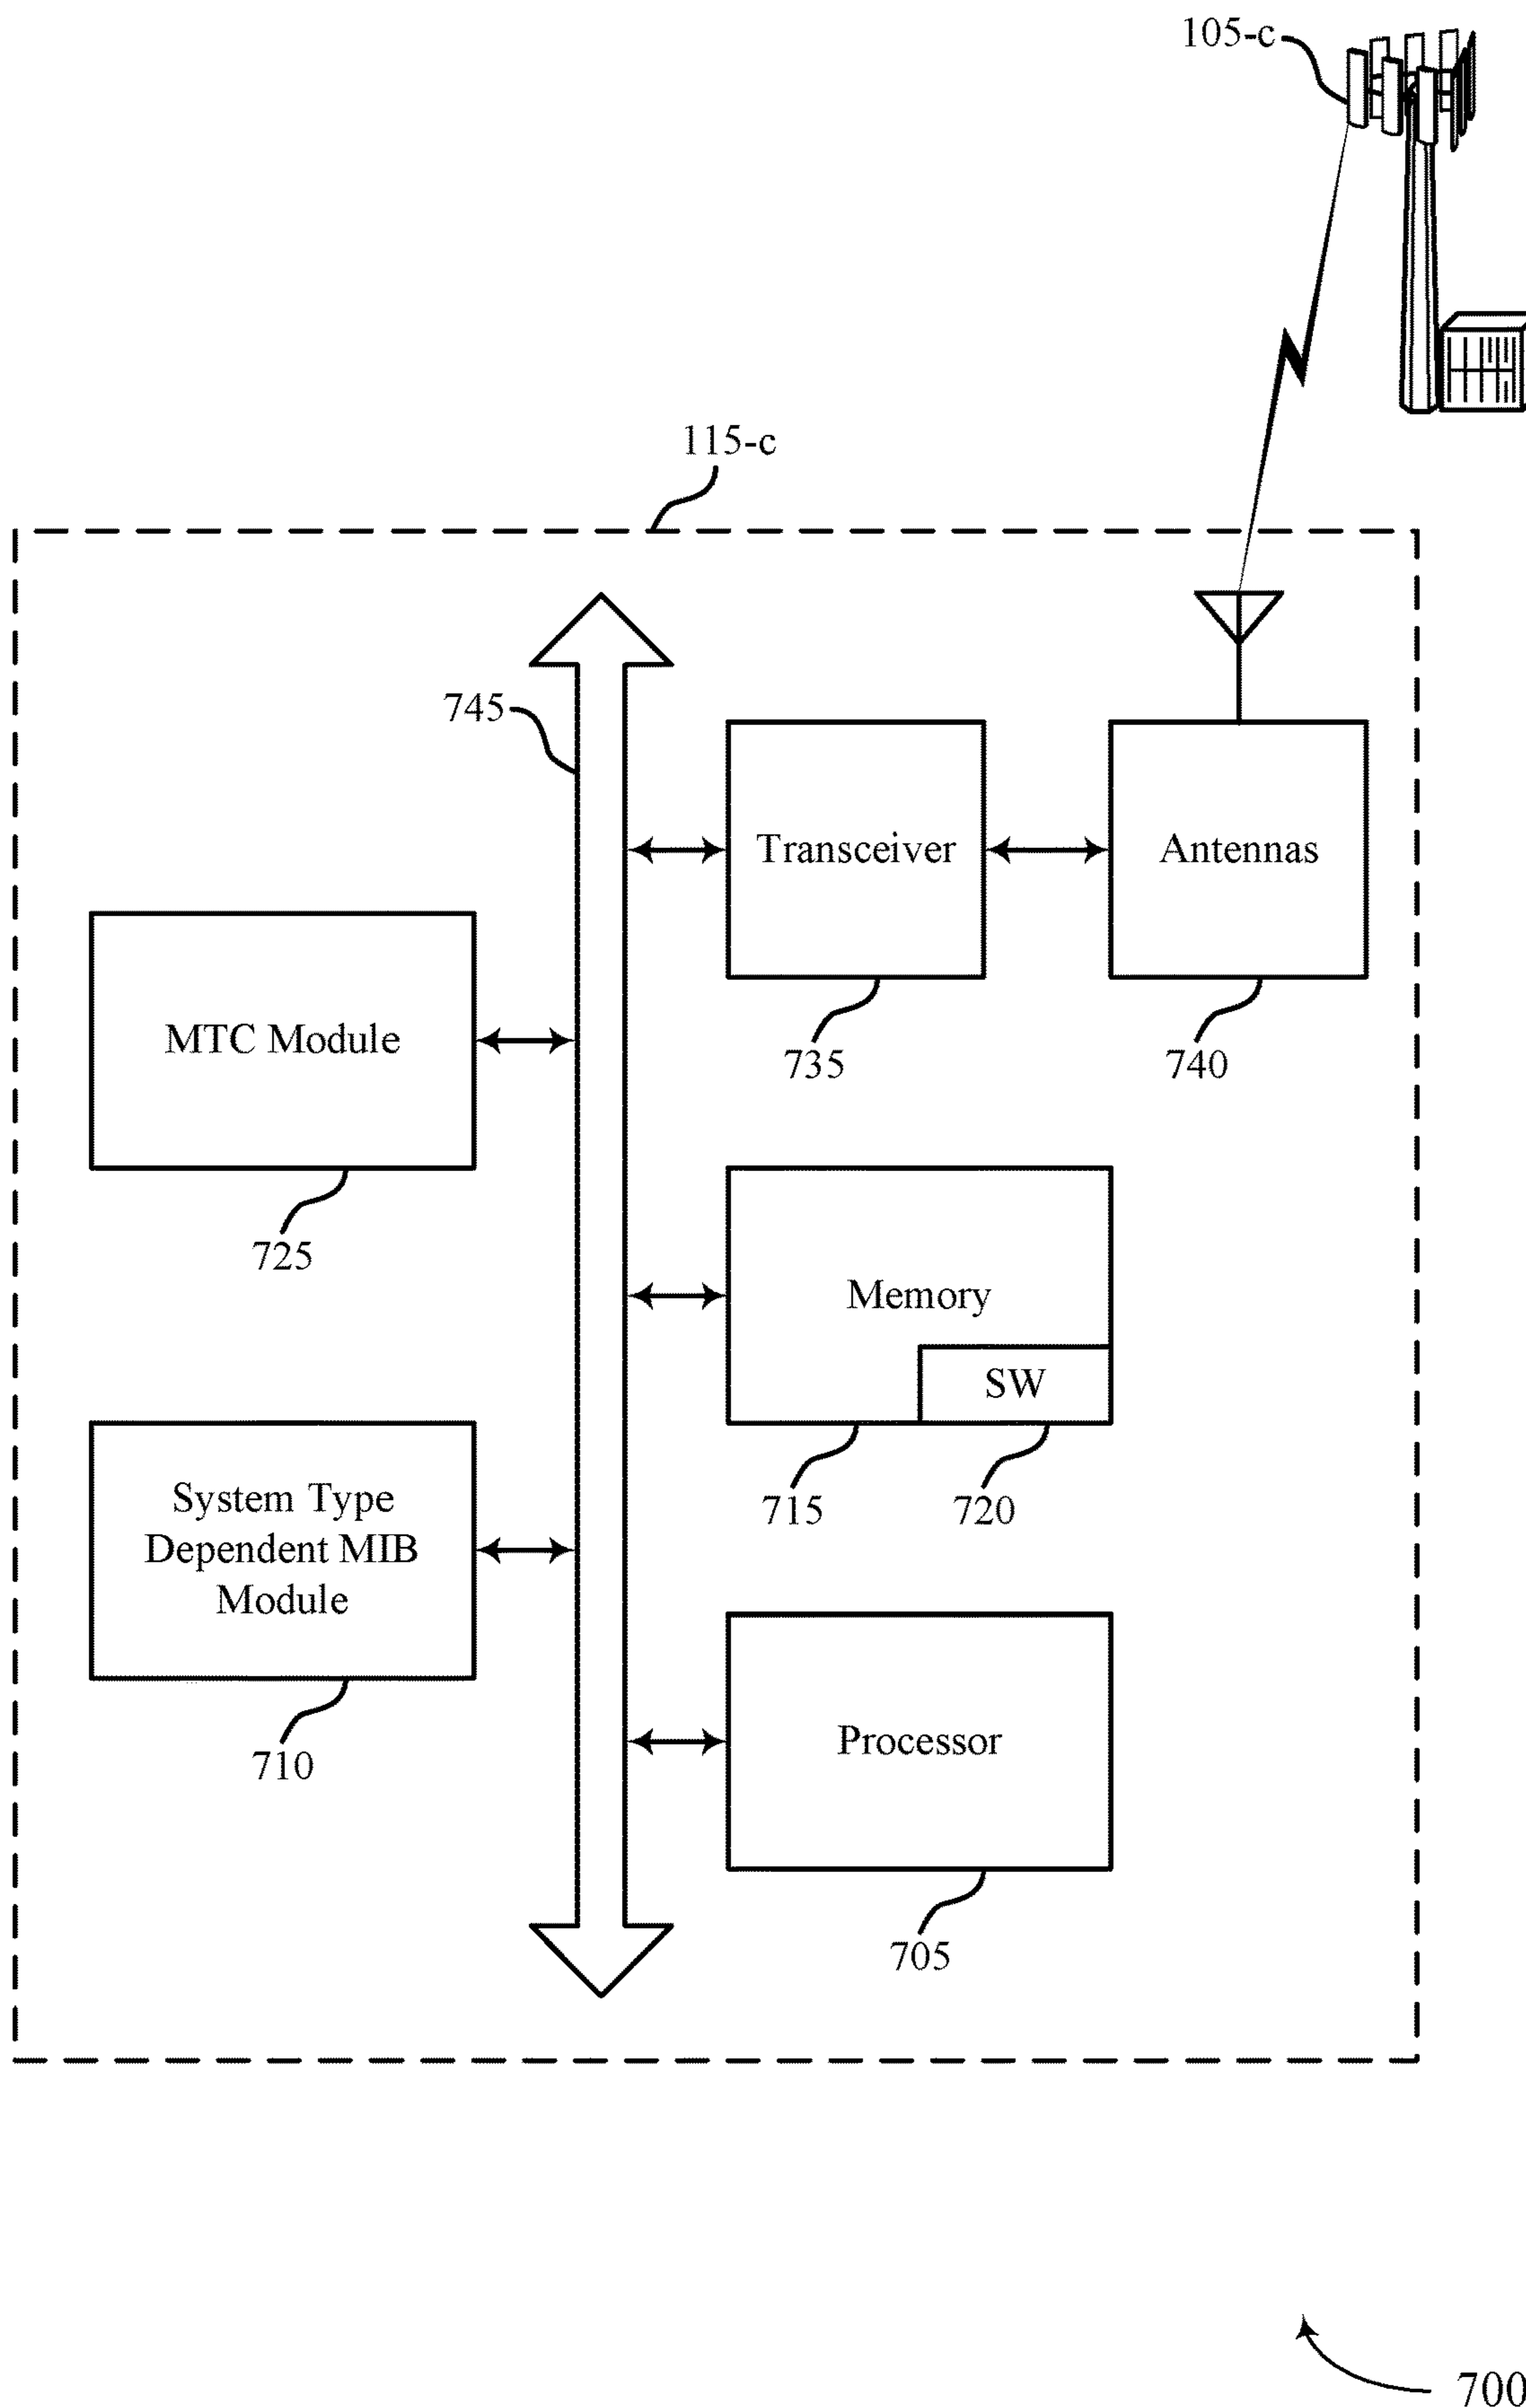 105-c
115-c
745
Transceiver
Antennas
735
740
MTC Module
725
Memory
SW
715
720
System Type
Dependent MIB
Module
710
Processor
705
700